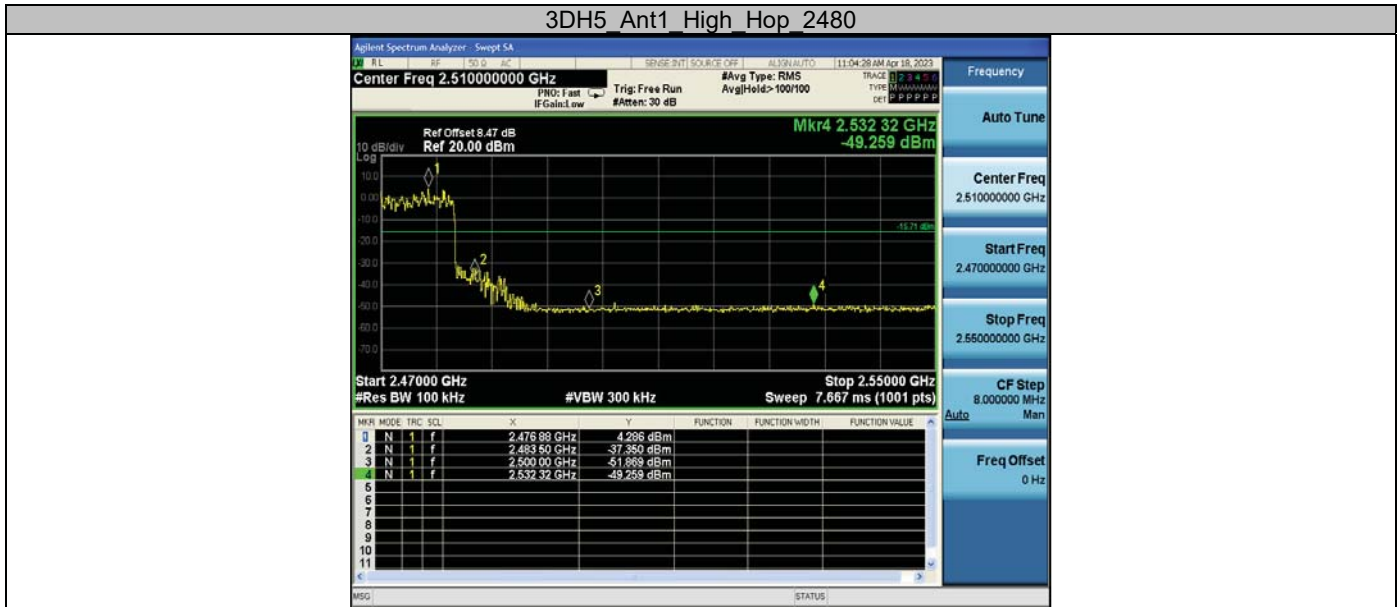 3DH5_Ant1_High_Hop_2480
Agilent Spectrum Analyzer - Swept SA
RL RF 50 Ω AC SENSE:INT SOURCE OFF ALIGN AUTO 11:04:28 AM Apr 18, 2023
Center Freq 2.510000000 GHz
PNO: Fast
IFGain:Low
Trig: Free Run
#Atten: 30 dB
#Avg Type: RMS
Avg|Hold:> 100/100
TRACE 1 2 3 4 5 6
TYPE M
DET P P P P P P
Ref Offset 8.47 dB
10 dB/div Ref 20.00 dBm
Log
Mkr4 2.532 32 GHz
-49.259 dBm
10.0
0.00
-10.0
-20.0
-30.0
-40.0
-50.0
-60.0
-70.0
1
2
3
4
-15.71 dBm
Start 2.47000 GHz Stop 2.55000 GHz
#Res BW 100 kHz #VBW 300 kHz Sweep 7.667 ms (1001 pts)
MKR MODE TRC SCL X Y FUNCTION FUNCTION WIDTH FUNCTION VALUE
1 N 1 f 2.476 88 GHz 4.286 dBm
2 N 1 f 2.483 50 GHz -37.350 dBm
3 N 1 f 2.500 00 GHz -51.869 dBm
4 N 1 f 2.532 32 GHz -49.259 dBm
5
6
7
8
9
10
11
MSG STATUS
Frequency
Auto Tune
Center Freq
2.510000000 GHz
Start Freq
2.470000000 GHz
Stop Freq
2.550000000 GHz
CF Step
8.000000 MHz
Auto Man
Freq Offset
0 Hz